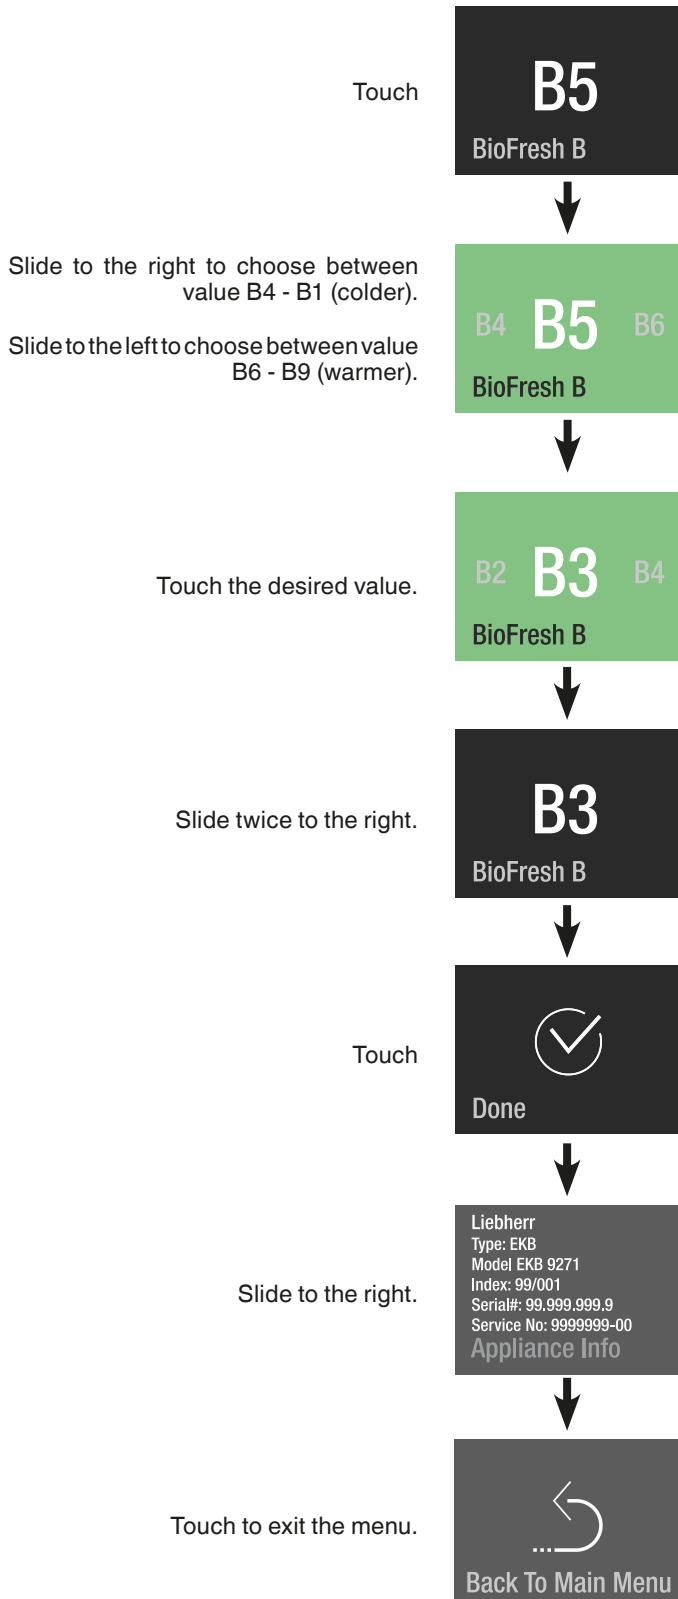 Touch
B5
BioFresh B
Slide to the right to choose between
value B4 - B1 (colder).
Slide to the left to choose between value
B6 - B9 (warmer).
B4 B5 B6
BioFresh B
Touch the desired value.
B2 B3 B4
BioFresh B
Slide twice to the right.
B3
BioFresh B
Touch
Done
Slide to the right.
Liebherr
Type: EKB
Model EKB 9271
Index: 99/001
Serial#: 99.999.999.9
Service No: 9999999-00
Appliance Info
Touch to exit the menu.
Back To Main Menu